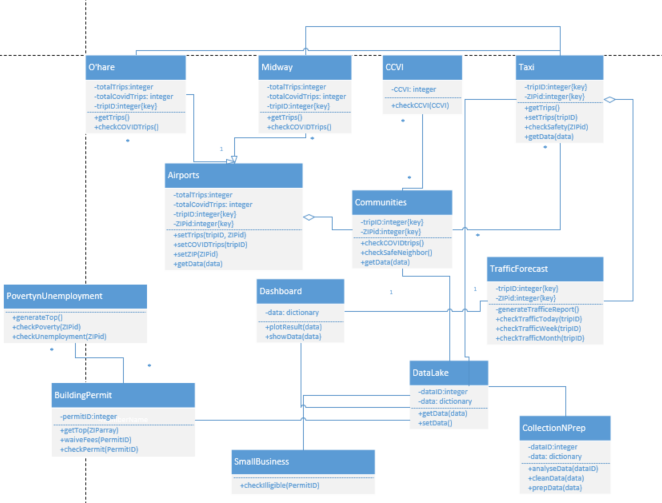 O'hare
-totalTrips:integer
-totalCovidTrips: integer
-tripID:integer{key}
+getTrips()
+checkCOVIDTrips()
*
Midway
-totalTrips:integer
-totalCovidTrips: integer
-tripID:integer{key}
+getTrips()
+checkCOVIDTrips()
*
CCVI
-CCVI: integer
+checkCCVI(CCVI)
*
Taxi
-tripID:integer{key}
-ZIPid:integer{key}
+getTrips()
+setTrips(tripID)
+checkSafety(ZIPid)
+getData(data)
*
1
Airports
-totalTrips:integer
-totalCovidTrips: integer
-tripID:integer{key}
-ZIPid:integer{key}
+setTrips(tripID, ZIPid)
+setCOVIDTrips(tripID)
+setZIP(ZIPid)
+getData(data)
*
Communities
-tripID:integer{key}
-ZIPid:integer{key}
+checkCOVIDtrips()
+checkSafeNeighbor()
+getData(data)
*
TrafficForecast
-tripID:integer{key}
-ZIPid:integer{key}
-generateTrafficeReport()
+checkTrafficToday(tripID)
+checkTrafficWeek(tripID)
+checkTrafficMonth(tripID)
1
1
Dashboard
-data: dictionary
+plotResult(data)
+showData(data)
PovertynUnemployment
+generateTop()
+checkPoverty(ZIPid)
+checkUnemployment(ZIPid)
*
*
BuildingPermit
-permitID:integer
+getTop(ZIParray)
+waiveFees(PermitID)
+checkPermit(PermitID)
DataLake
-dataID:integer
-data: dictionary
+getData(data)
+setData()
SmallBusiness
+checkIlligible(PermitID)
CollectionNPrep
-dataID:integer
-data: dictionary
+analyseData(dataID)
+cleanData(data)
+prepData(data)